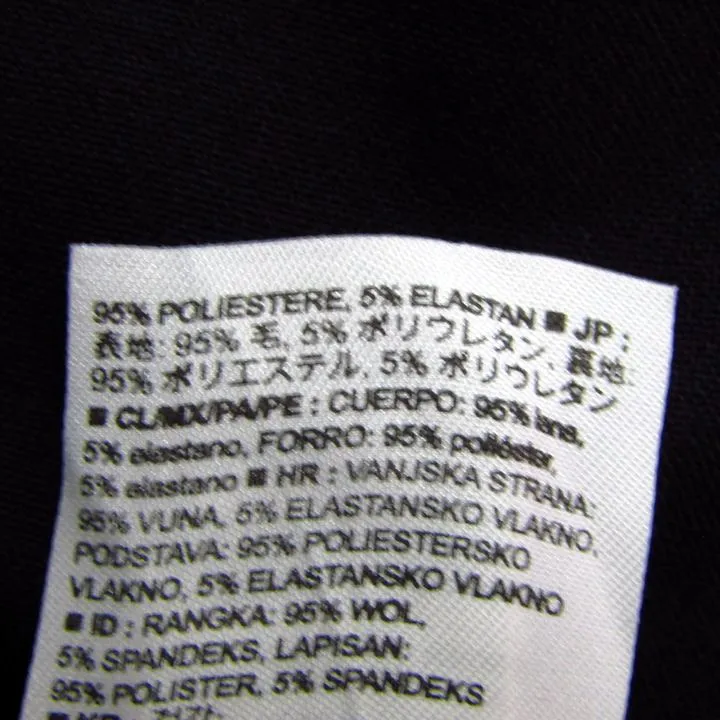 95% POLIESTERE, 5% ELASTAN ■ JP :
表地: 95% 毛, 5% ポリウレタン, 裏地:
95% ポリエステル, 5% ポリウレタン
■ CL/MX/PA/PE : CUERPO: 95% lana,
5% elastano, FORRO: 95% poliéster,
5% elastano ■ HR : VANJSKA STRANA:
95% VUNA, 5% ELASTANSKO VLAKNO,
PODSTAVA: 95% POLIESTERSKO
VLAKNO, 5% ELASTANSKO VLAKNO
■ ID : RANGKA: 95% WOL,
5% SPANDEKS, LAPISAN:
95% POLISTER, 5% SPANDEKS